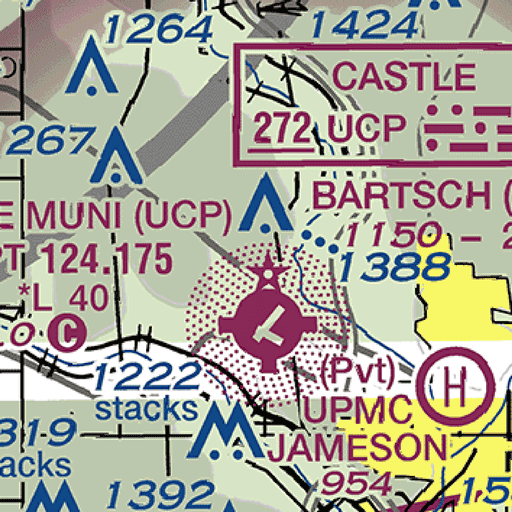 1264
1424
CASTLE
272 UCP
267
BARTSCH (
E MUNI (UCP)
1150 - 2
PT 124.175
1388
*L 40
C
(Pvt)
H
1222
stacks
UPMC
JAMESON
319
acks
954
1392